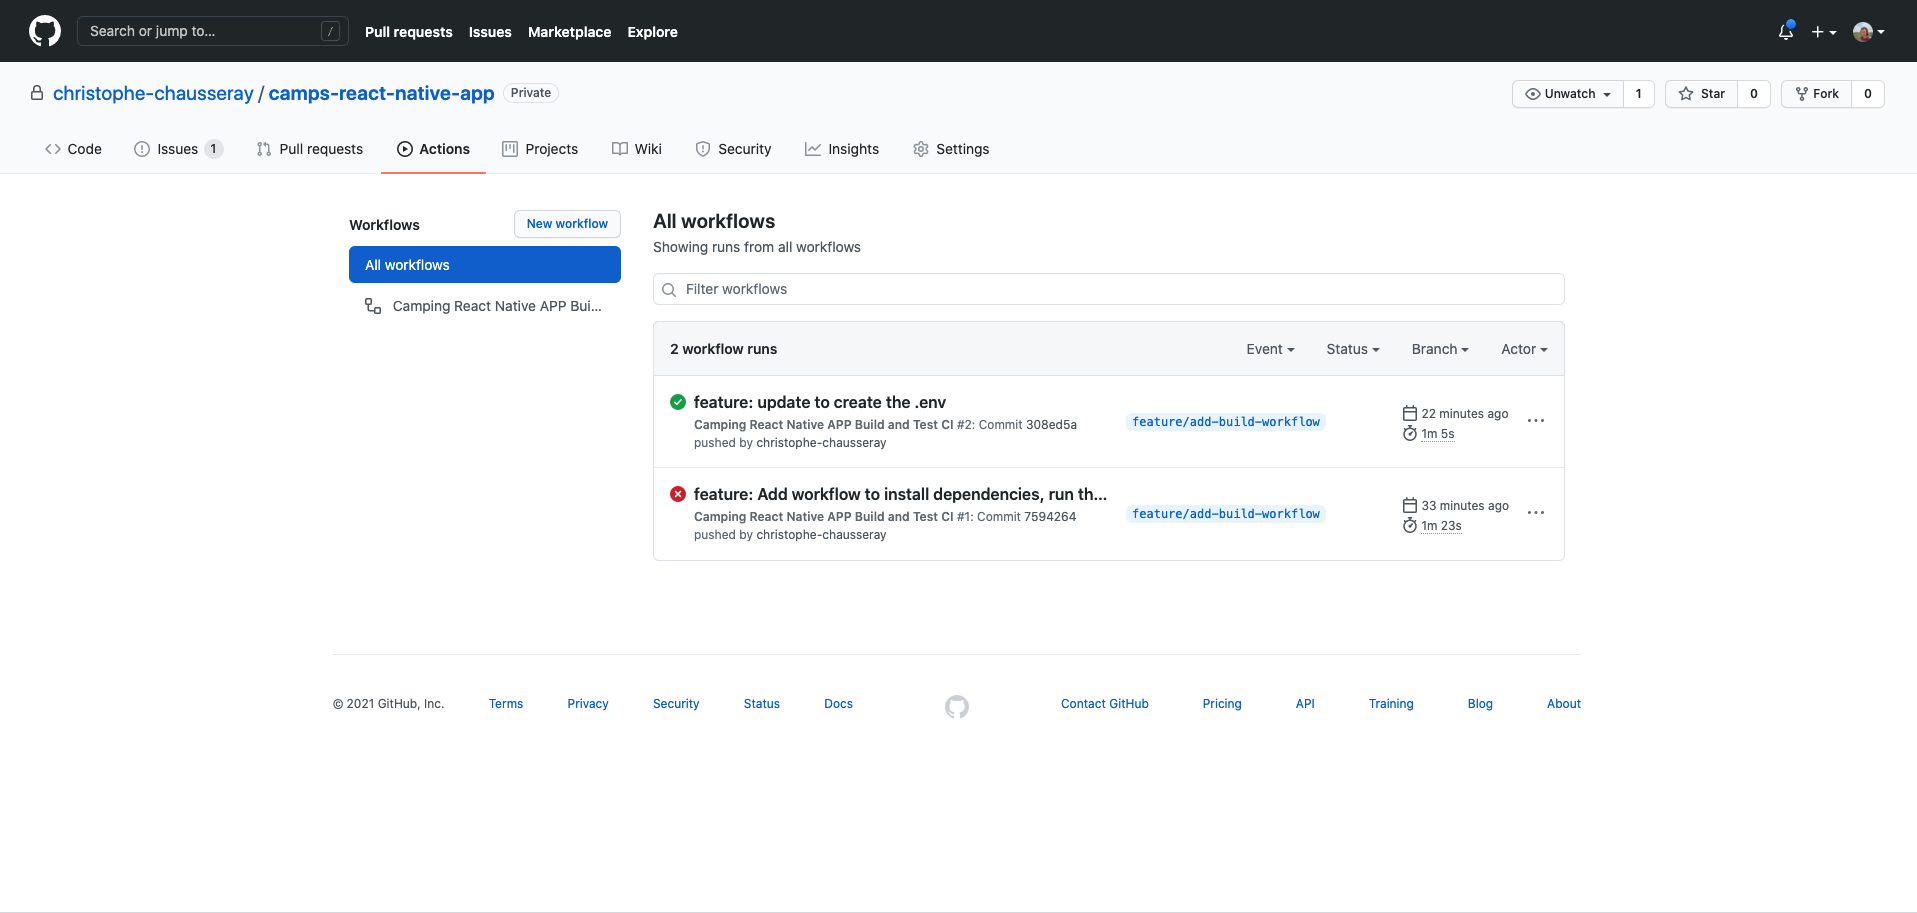 Search or jump to... /
Pull requests Issues Marketplace Explore
christophe-chausseray / camps-react-native-app Private
Unwatch 1 Star 0 Fork 0
Code Issues 1 Pull requests Actions Projects Wiki Security Insights Settings
Workflows New workflow
All workflows
Camping React Native APP Bui...
All workflows
Showing runs from all workflows
Filter workflows
2 workflow runs Event Status Branch Actor
feature: update to create the .env
Camping React Native APP Build and Test CI #2: Commit 308ed5a
pushed by christophe-chausseray
feature/add-build-workflow
22 minutes ago
1m 5s
feature: Add workflow to install dependencies, run th...
Camping React Native APP Build and Test CI #1: Commit 7594264
pushed by christophe-chausseray
feature/add-build-workflow
33 minutes ago
1m 23s
© 2021 GitHub, Inc. Terms Privacy Security Status Docs Contact GitHub Pricing API Training Blog About